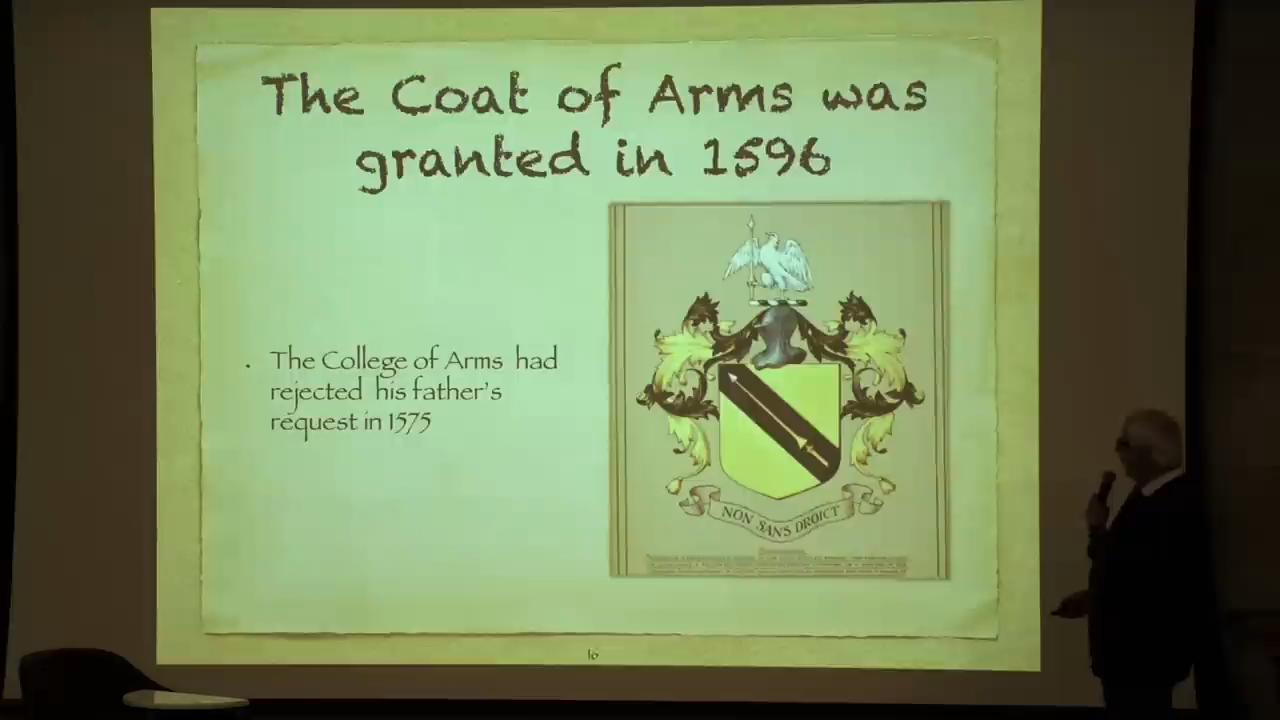 The Coat of Arms was
granted in 1596
. The College of Arms had
rejected his father's
request in 1575
NON SANS DROICT
16